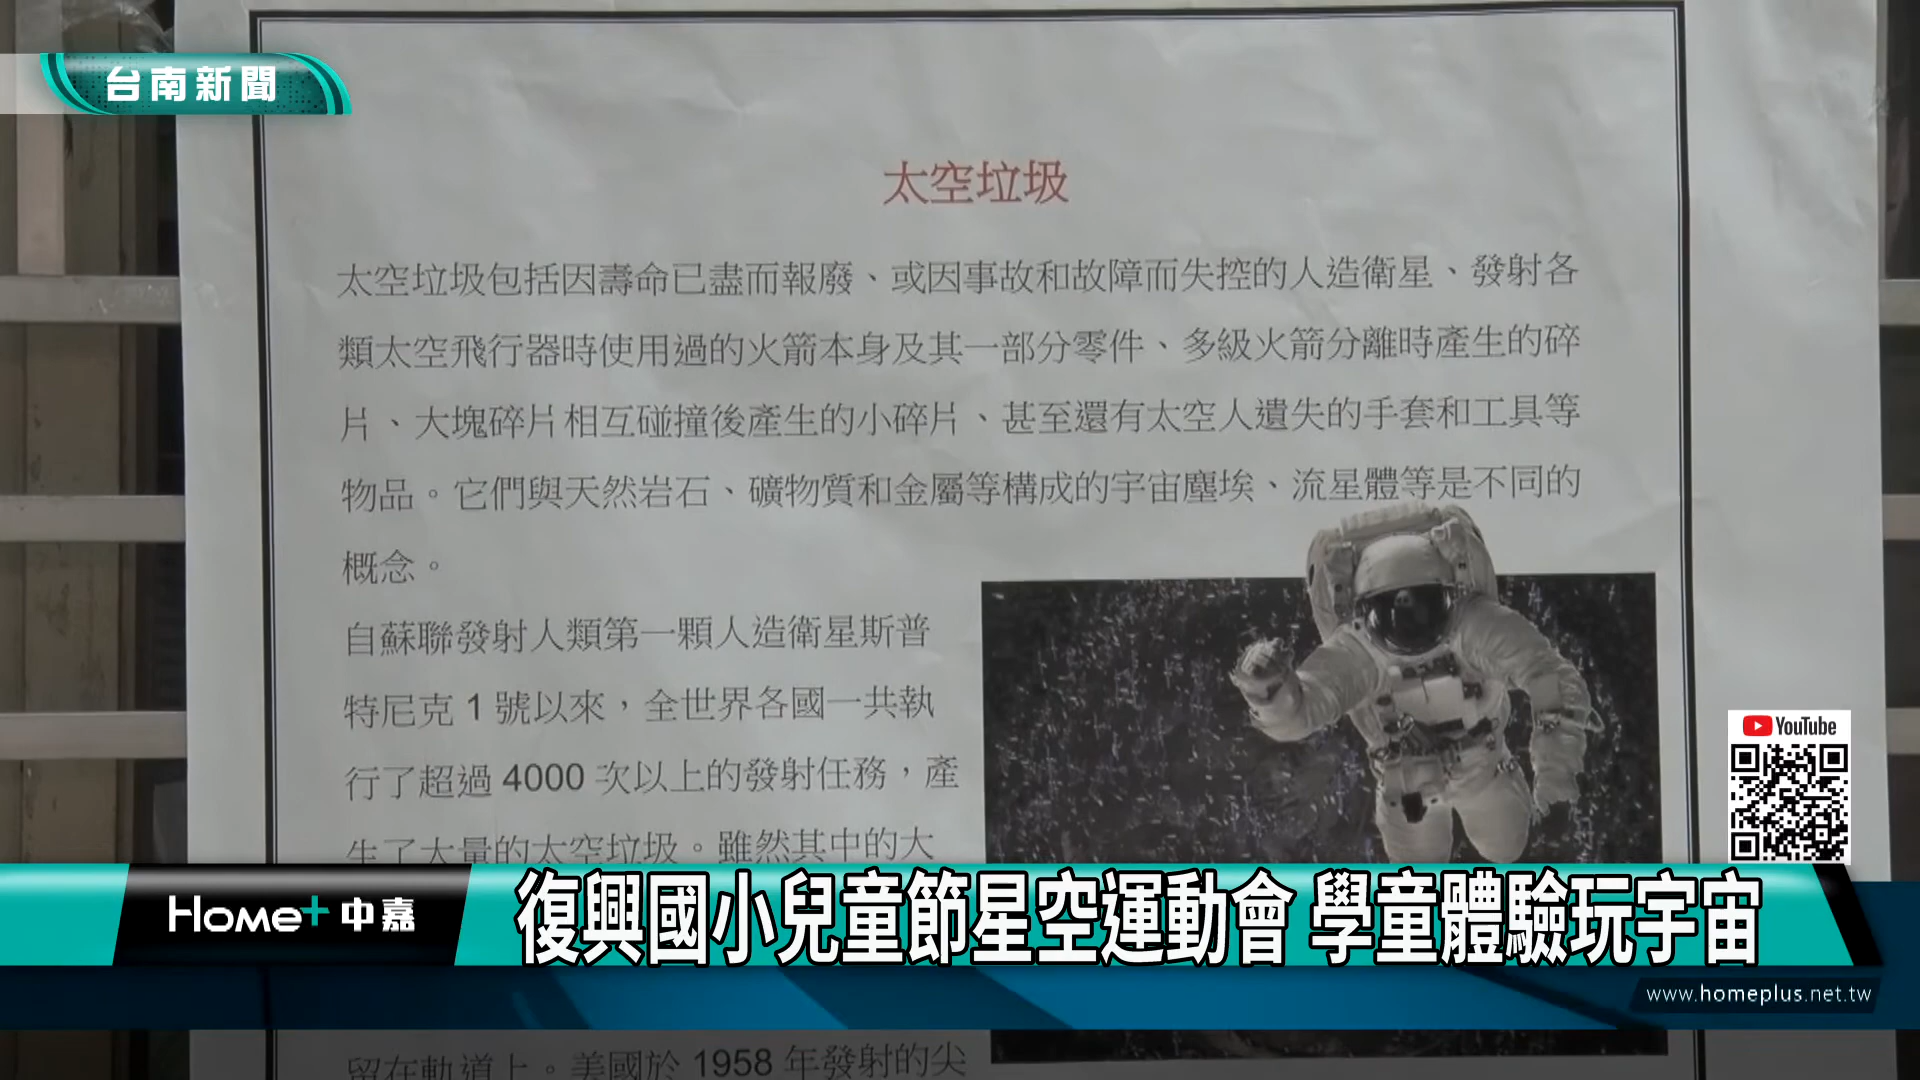 台南新聞
太空垃圾
太空垃圾包括因壽命已盡而報廢、或因事故和故障而失控的人造衛星、發射各
類太空飛行器時使用過的火箭本身及其一部分零件、多級火箭分離時產生的碎
片、大塊碎片相互碰撞後產生的小碎片、甚至還有太空人遺失的手套和工具等
物品。它們與天然岩石、礦物質和金屬等構成的宇宙塵埃、流星體等是不同的
概念。
自蘇聯發射人類第一顆人造衛星斯普
特尼克 1 號以來，全世界各國一共執
行了超過 4000 次以上的發射任務，產
生了大量的太空垃圾。雖然其中的大
YouTube
Home+ 中嘉
復興國小兒童節星空運動會 學童體驗玩宇宙
www.homeplus.net.tw
留在軌道上。美國於 1958 年發射的尖